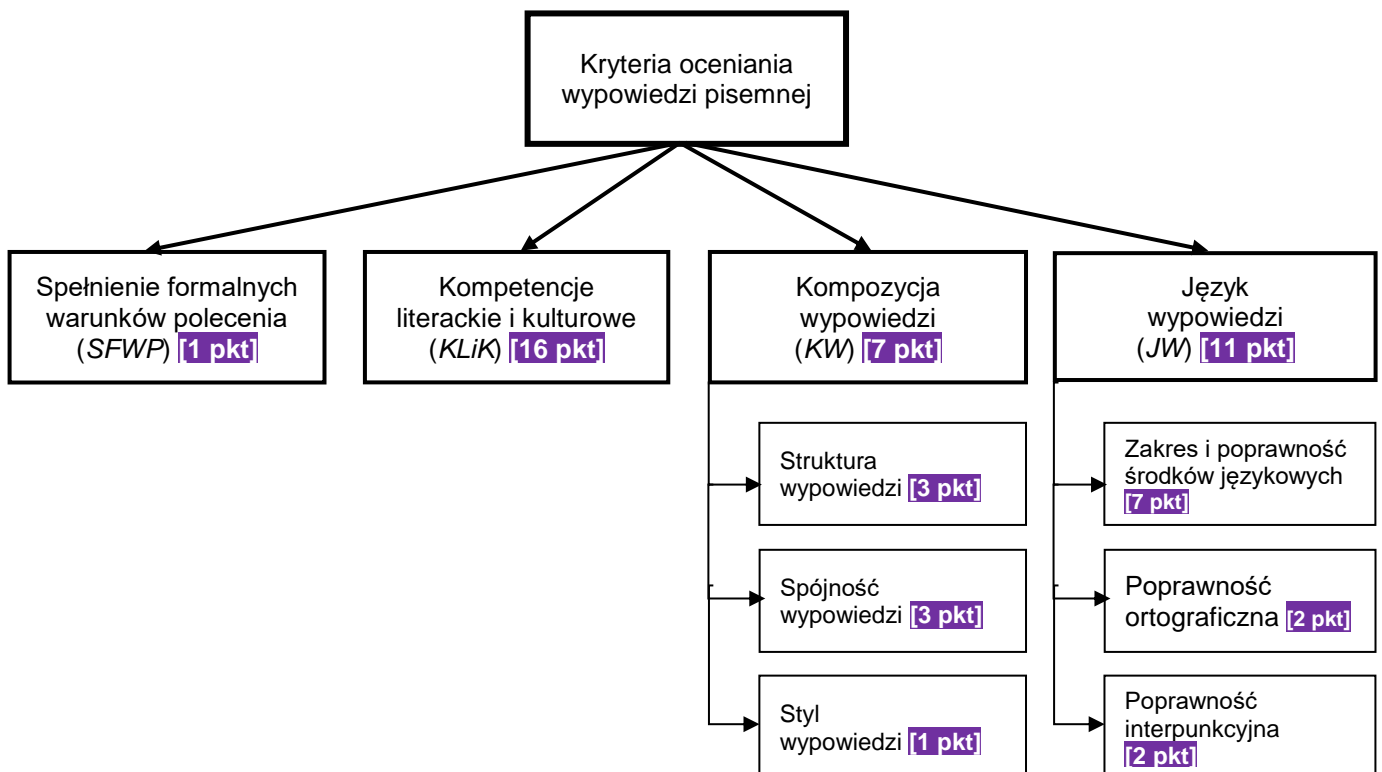 Kryteria oceniania
wypowiedzi pisemnej
Spełnienie formalnych
warunków polecenia
(SFWP) [1 pkt]
Kompetencje
literackie i kulturowe
(KLiK) [16 pkt]
Kompozycja
wypowiedzi
(KW) [7 pkt]
Język
wypowiedzi
(JW) [11 pkt]
Struktura
wypowiedzi [3 pkt]
Spójność
wypowiedzi [3 pkt]
Styl
wypowiedzi [1 pkt]
Zakres i poprawność
środków językowych
[7 pkt]
Poprawność
ortograficzna [2 pkt]
Poprawność
interpunkcyjna
[2 pkt]